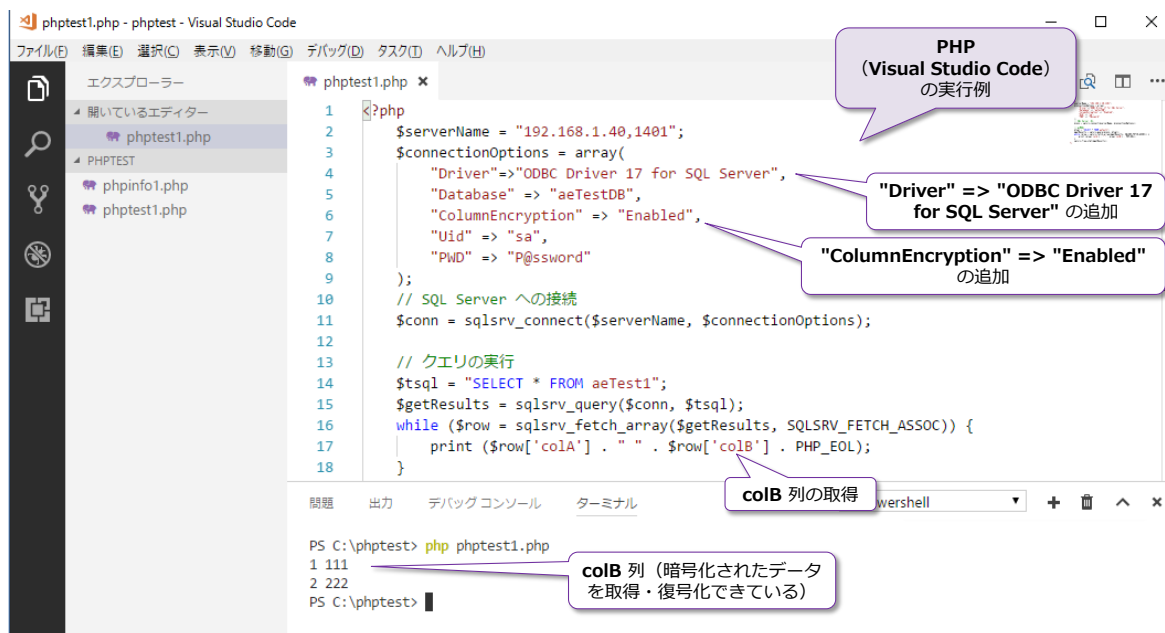 phptest1.php - phptest - Visual Studio Code
ファイル(F) 編集(E) 選択(C) 表示(V) 移動(G) デバッグ(D) タスク(T) ヘルプ(H)
PHP
（Visual Studio Code）
の実行例
エクスプローラー
開いているエディター
phptest1.php
PHPTEST
phpinfo1.php
phptest1.php
phptest1.php
1 <?php
2 $serverName = "192.168.1.40,1401";
3 $connectionOptions = array(
4 "Driver"=>"ODBC Driver 17 for SQL Server",
5 "Database" => "aeTestDB",
6 "ColumnEncryption" => "Enabled",
7 "Uid" => "sa",
8 "PWD" => "P@ssword"
9 );
10 // SQL Server への接続
11 $conn = sqlsrv_connect($serverName, $connectionOptions);
12
13 // クエリの実行
14 $tsql = "SELECT * FROM aeTest1";
15 $getResults = sqlsrv_query($conn, $tsql);
16 while ($row = sqlsrv_fetch_array($getResults, SQLSRV_FETCH_ASSOC)) {
17 print ($row['colA'] . " " . $row['colB'] . PHP_EOL);
18 }
"Driver" => "ODBC Driver 17
for SQL Server" の追加
"ColumnEncryption" => "Enabled"
の追加
colB 列の取得
問題 出力 デバッグ コンソール ターミナル wershell
PS C:\phptest> php phptest1.php
1 111
2 222
PS C:\phptest>
colB 列（暗号化されたデータ
を取得・復号化できている）